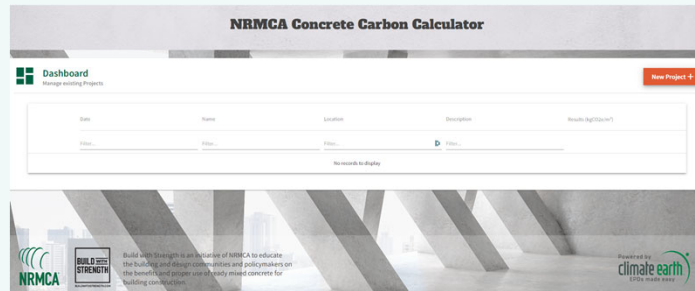 NRMCA Concrete Carbon Calculator
Dashboard
Manage existing Projects
New Project +
Date Name Location Description Results (kgCO2e/m³)
Filter... Filter... Filter... Filter...
No records to display
NRMCA
BUILD WITH
STRENGTH
BUILDWITHSTRENGTH.COM
Build with Strength is an initiative of NRMCA to educate
the building and design communities and policymakers on
the benefits and proper use of ready mixed concrete for
building construction.
Powered by
climate earth
EPDs made easy